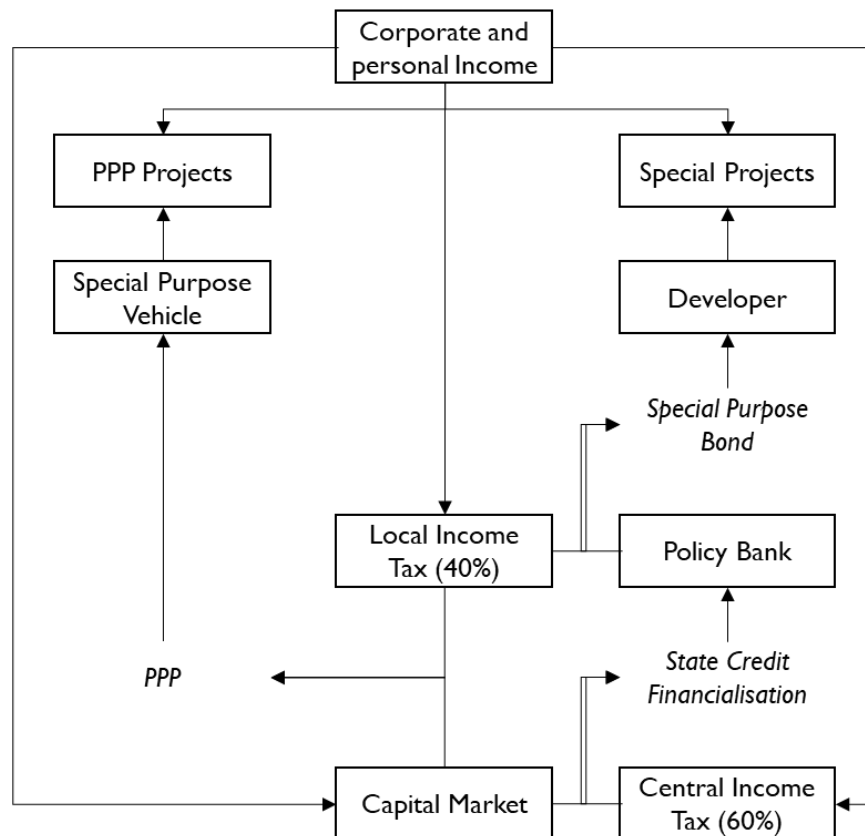 Corporate and
personal Income
PPP Projects
Special Projects
Special Purpose
Vehicle
Developer
Special Purpose
Bond
Local Income
Tax (40%)
Policy Bank
PPP
State Credit
Financialisation
Capital Market
Central Income
Tax (60%)